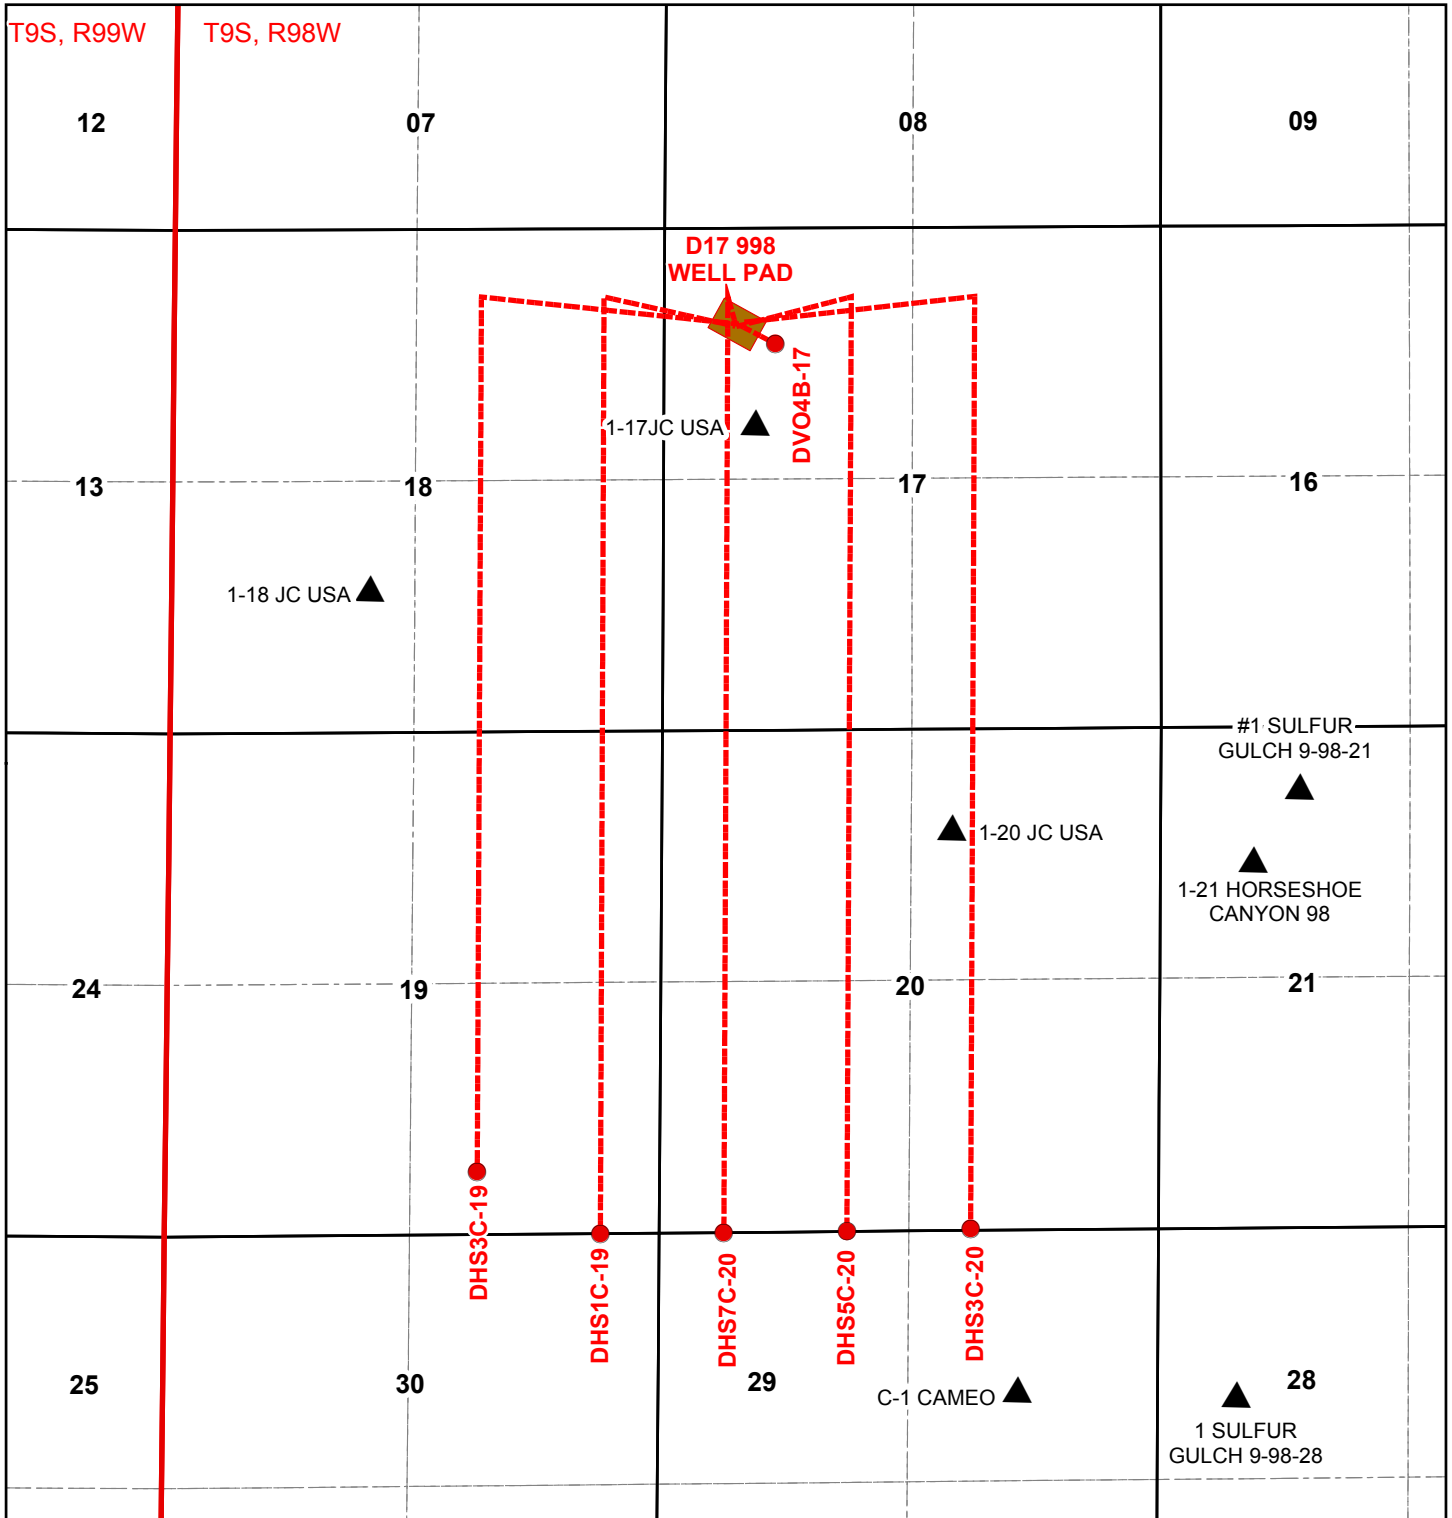 T9S, R99W
T9S, R98W
12
07
08
09
D17 998
WELL PAD
DVO4B-17
1-17JC USA
13
18
17
16
1-18 JC USA
#1 SULFUR
GULCH 9-98-21
1-20 JC USA
1-21 HORSESHOE
CANYON 98
24
19
20
21
DHS3C-19
DHS1C-19
DHS7C-20
DHS5C-20
DHS3C-20
25
30
29
28
C-1 CAMEO
1 SULFUR
GULCH 9-98-28